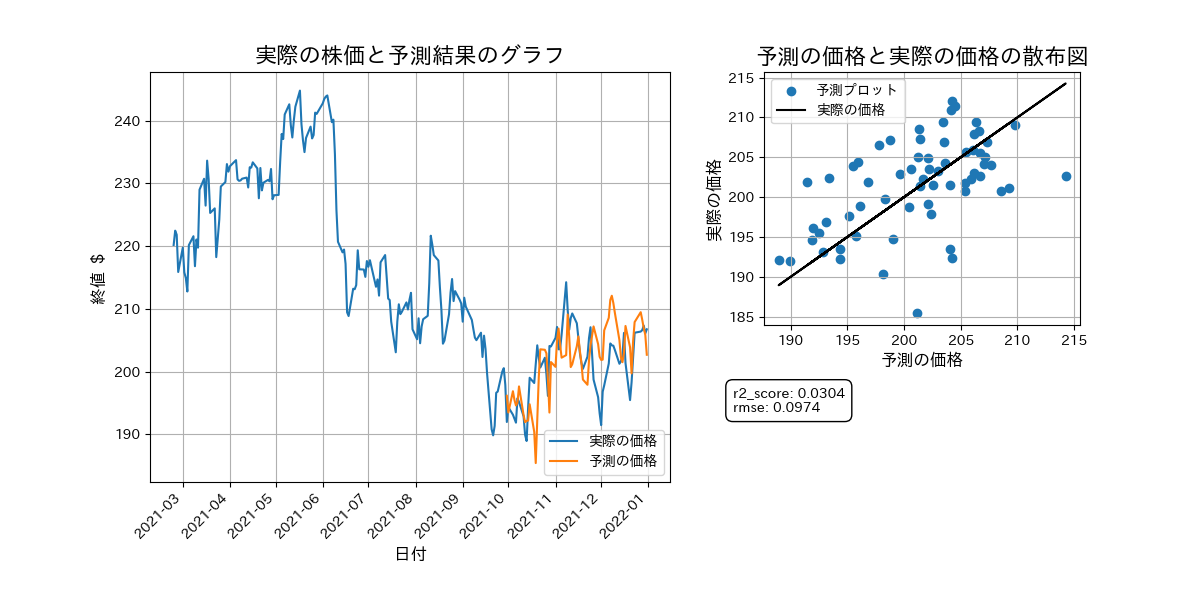 実際の株価と予測結果のグラフ
終値 $
240
230
220
210
200
190
2021-03
2021-04
2021-05
2021-06
2021-07
2021-08
2021-09
2021-10
2021-11
2021-12
2022-01
日付
実際の価格
予測の価格
予測の価格と実際の価格の散布図
実際の価格
215
210
205
200
195
190
185
予測プロット
実際の価格
190
195
200
205
210
215
予測の価格
r2_score: 0.0304
rmse: 0.0974